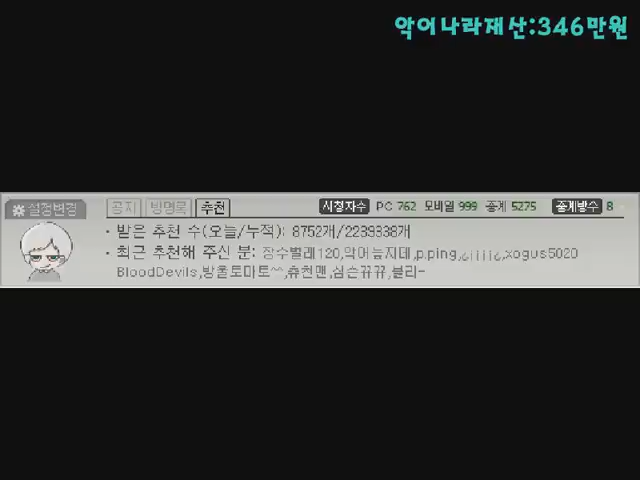 악어나라재산:346만원
설정변경 공지 방명록 추천 시청자수 PC 762 모바일 999 중계 5275 중계방수 8
· 받은 추천 수(오늘/누적): 8752개/2239338개
· 최근 추천해 주신 분: 장수벌레120,악어늪지데,p,ping,¿¡¡¡¡¿,xogus5020
BloodDevils,방울토마토^^,츄천맨,심슨뀨뀨,블리~